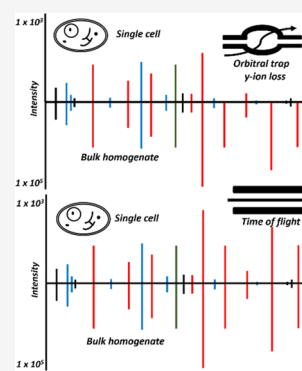 1 x 10³
Single cell
Orbitral trap
y-ion loss
Intensity
Bulk homogenate
1 x 10⁵
1 x 10³
Single cell
Time of flight
Intensity
Bulk homogenate
1 x 10⁵